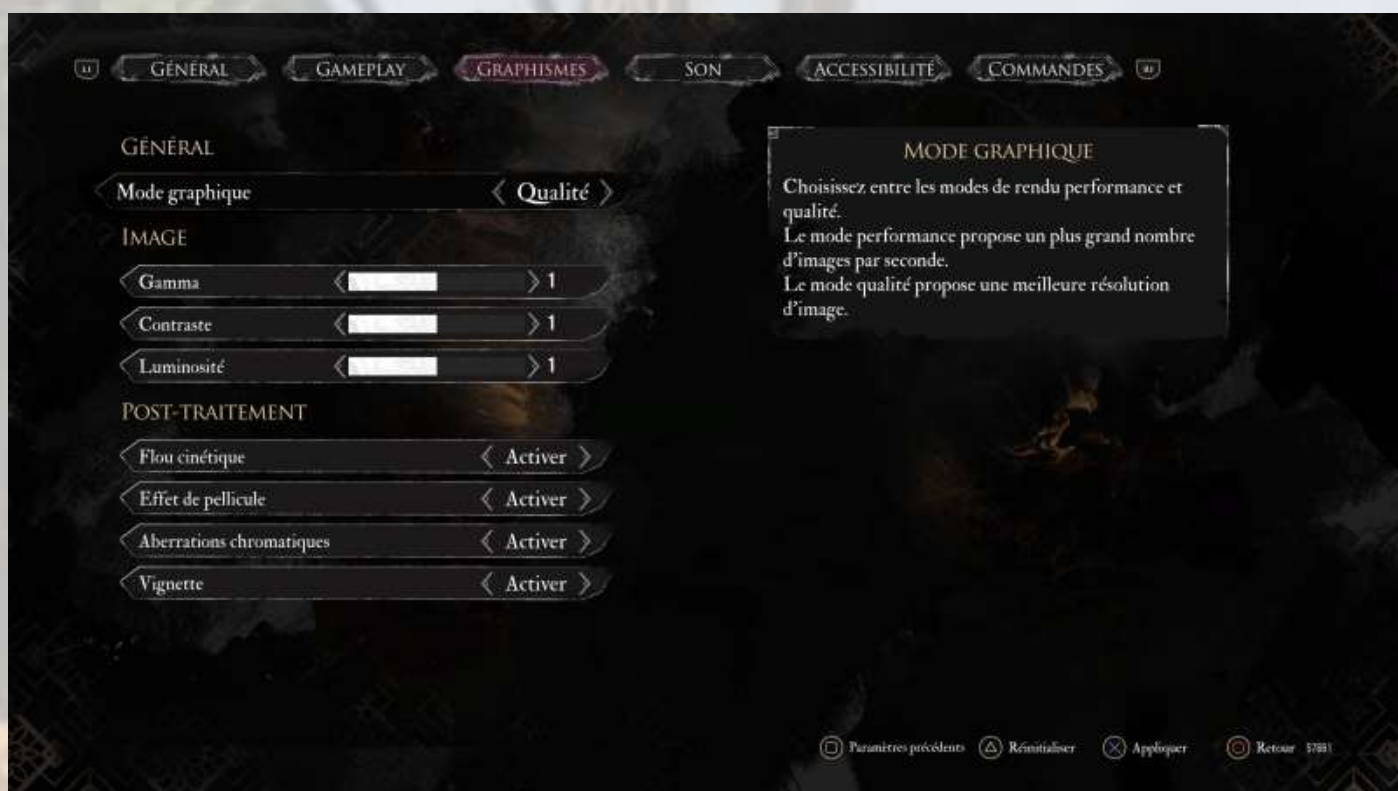 L1 GÉNÉRAL GAMEPLAY GRAPHISMES SON ACCESSIBILITÉ COMMANDES
GÉNÉRAL
Mode graphique Qualité
IMAGE
Gamma 1
Contraste 1
Luminosité 1
POST-TRAITEMENT
Flou cinétique Activer
Effet de pellicule Activer
Aberrations chromatiques Activer
Vignette Activer
MODE GRAPHIQUE
Choisissez entre les modes de rendu performance et
qualité.
Le mode performance propose un plus grand nombre
d'images par seconde.
Le mode qualité propose une meilleure résolution
d'image.
Paramètres précédents Réinitialiser Appliquer Retour 57881